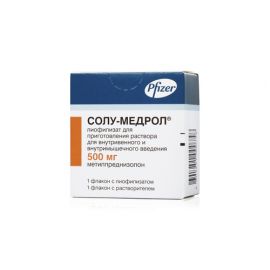 Pfizer
СОЛУ-МЕДРОЛ®
лиофилизат для
приготовления раствора
для внутривенного и
внутримышечного введения
500 мг
метилпреднизолон
1 флакон с лиофилизатом
1 флакон с растворителем